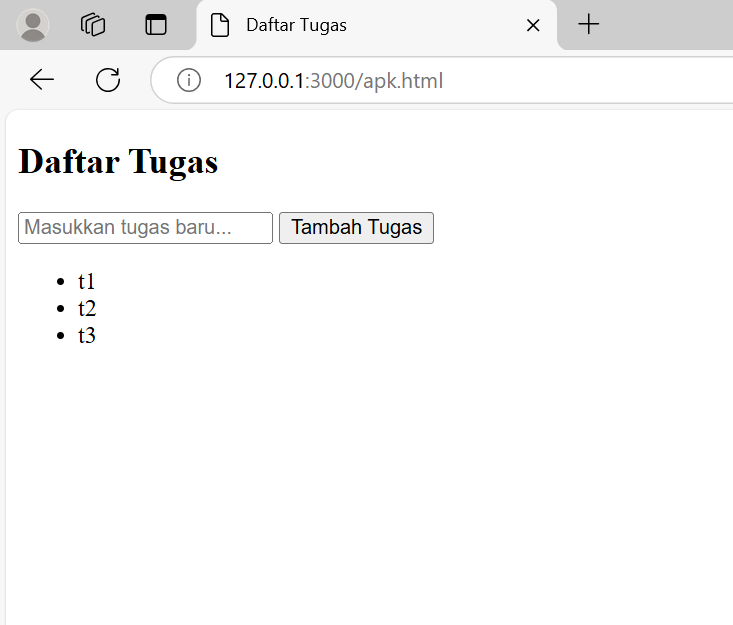 Daftar Tugas
127.0.0.1:3000/apk.html
Daftar Tugas
Masukkan tugas baru... Tambah Tugas
t1
t2
t3